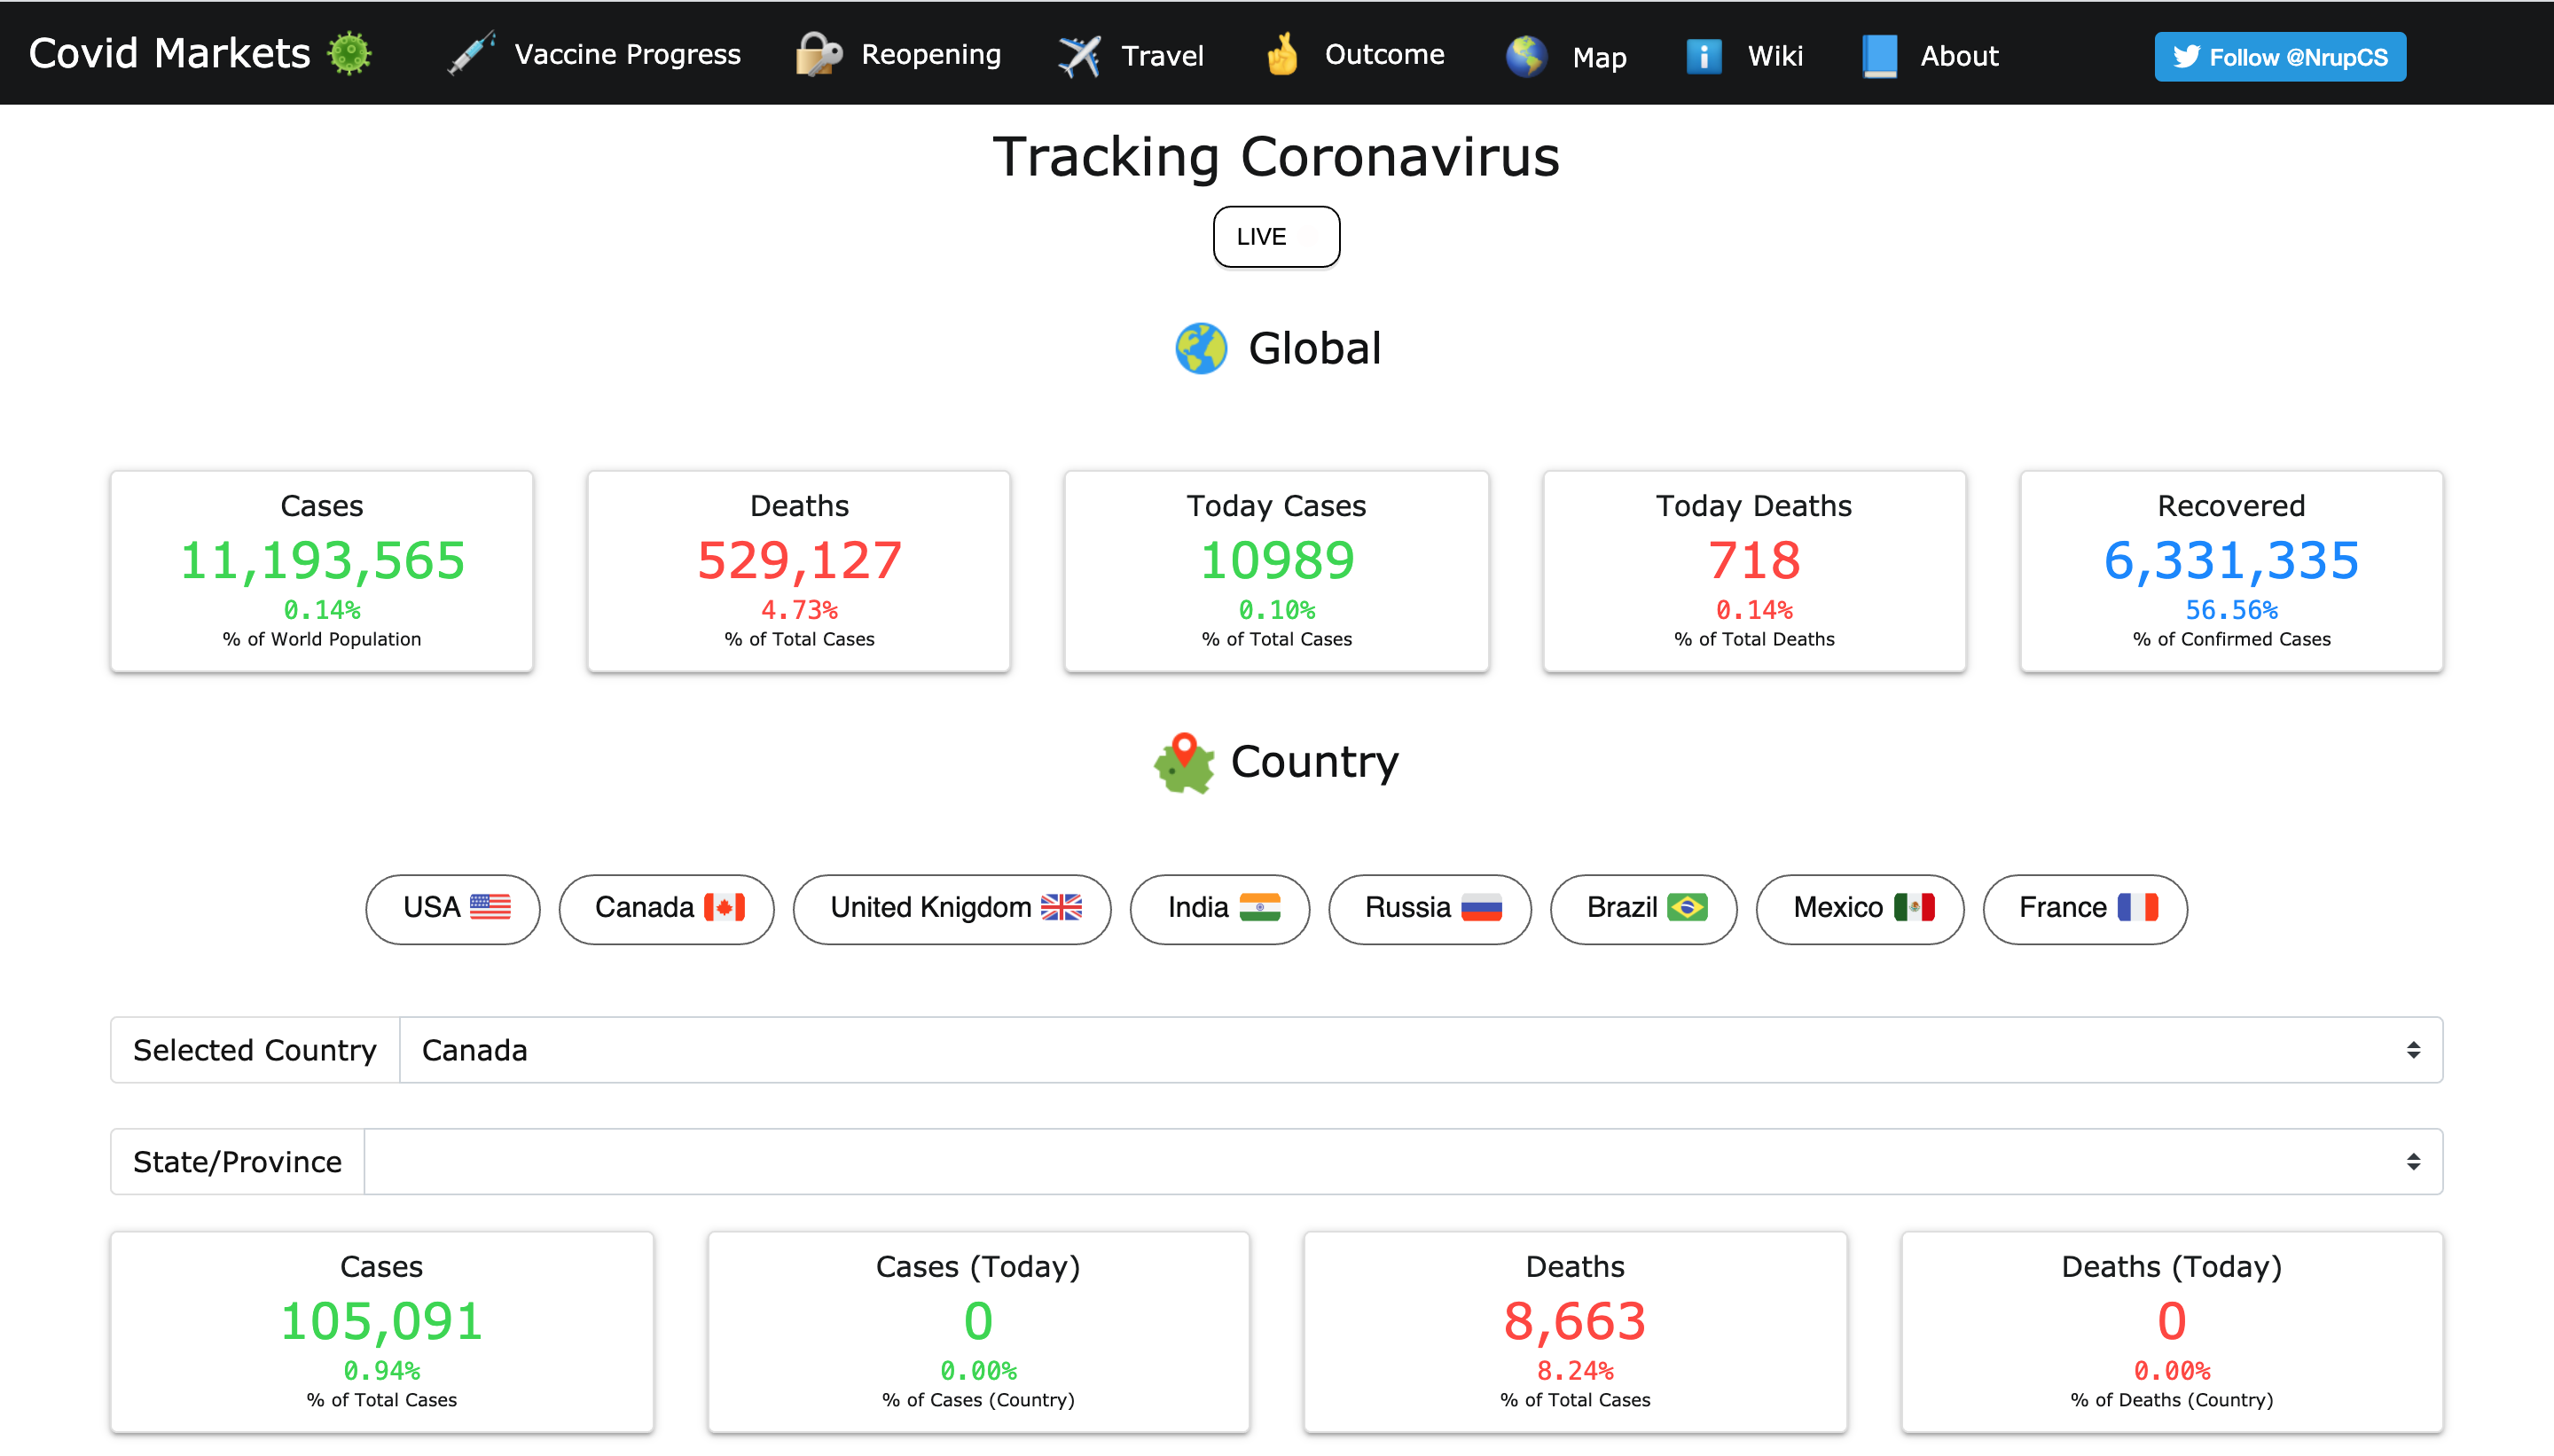 Covid Markets Vaccine Progress Reopening Travel Outcome Map Wiki About Follow @NrupCS
Tracking Coronavirus
LIVE
Global
Cases
11,193,565
0.14%
% of World Population
Deaths
529,127
4.73%
% of Total Cases
Today Cases
10989
0.10%
% of Total Cases
Today Deaths
718
0.14%
% of Total Deaths
Recovered
6,331,335
56.56%
% of Confirmed Cases
Country
USA Canada United Knigdom India Russia Brazil Mexico France
Selected Country Canada
State/Province
Cases
105,091
0.94%
% of Total Cases
Cases (Today)
0
0.00%
% of Cases (Country)
Deaths
8,663
8.24%
% of Total Cases
Deaths (Today)
0
0.00%
% of Deaths (Country)